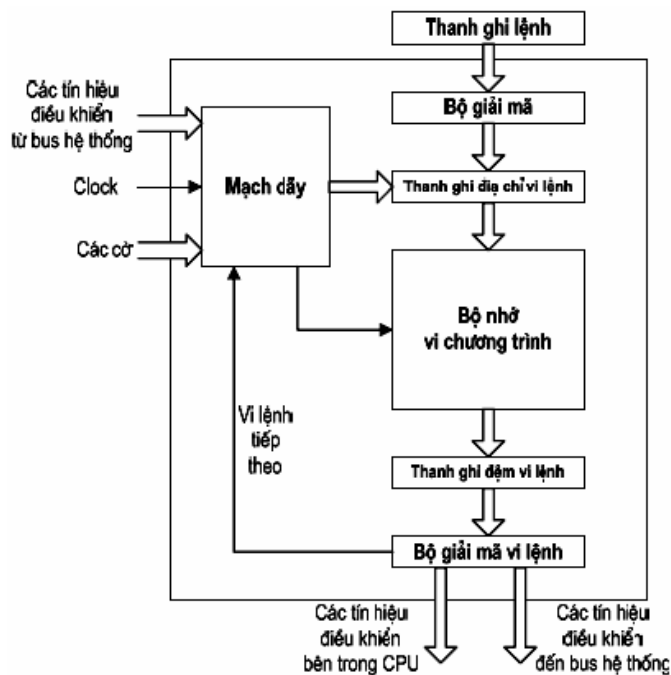 Thanh ghi lệnh
Các tín hiệu
điều khiển
từ bus hệ thống
Bộ giải mã
Clock
Mạch dãy
Thanh ghi địa chỉ vi lệnh
Các cờ
Bộ nhớ
vi chương trình
Vi lệnh
tiếp
theo
Thanh ghi đệm vi lệnh
Bộ giải mã vi lệnh
Các tín hiệu
điều khiển
bên trong CPU
Các tín hiệu
điều khiển
đến bus hệ thống